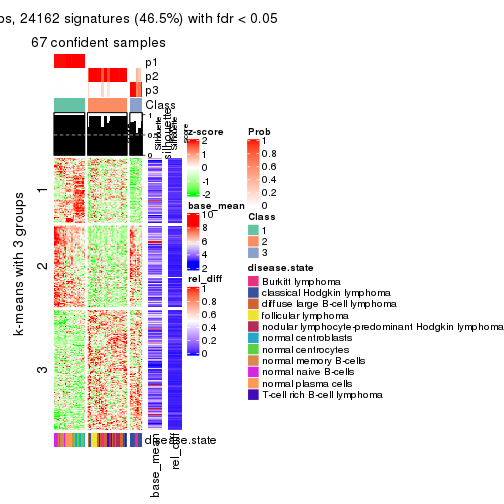 ps, 24162 signatures (46.5%) with fdr < 0.05
67 confident samples
p1
p2
p3
Class
1
0.5
0
silhouette
k-means with 3 groups
1
2
3
disease.state
base_mean
rel_diff
z-score
2
1
0
-1
-2
base_mean
10
8
6
4
2
rel_diff
1
0.8
0.6
0.4
0.2
0
Prob
1
0.8
0.6
0.4
0.2
0
Class
1
2
3
disease.state
Burkitt lymphoma
classical Hodgkin lymphoma
diffuse large B-cell lymphoma
follicular lymphoma
nodular lymphocyte-predominant Hodgkin lymphoma
normal centroblasts
normal centrocytes
normal memory B-cells
normal naive B-cells
normal plasma cells
T-cell rich B-cell lymphoma